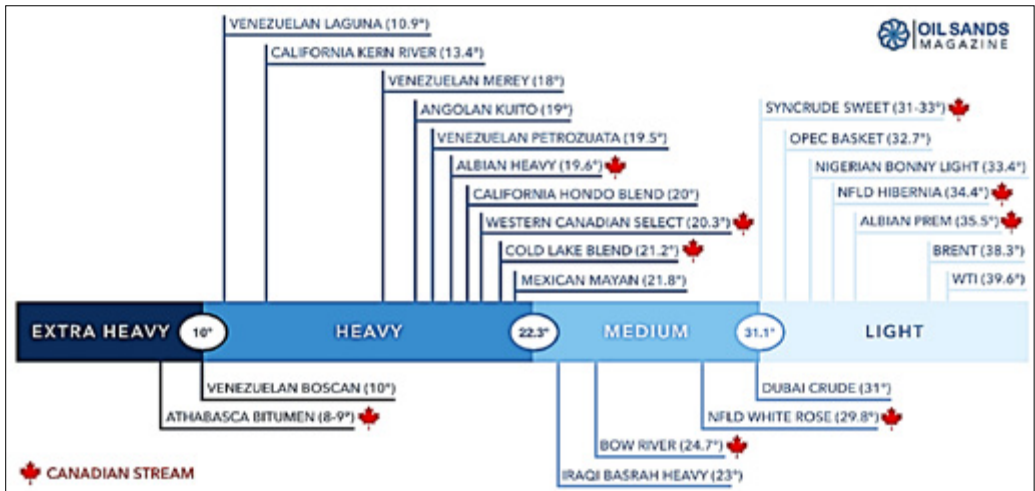 VENEZUELAN LAGUNA (10.9°)
OIL SANDS
MAGAZINE
CALIFORNIA KERN RIVER (13.4°)
VENEZUELAN MEREY (18°)
ANGOLAN KUITO (19°)
SYNCRUDE SWEET (31-33°)
VENEZUELAN PETROZUATA (19.5°)
OPEC BASKET (32.7°)
ALBIAN HEAVY (19.6°)
NIGERIAN BONNY LIGHT (33.4°)
CALIFORNIA HONDO BLEND (20°)
NFLD HIBERNIA (34.4°)
WESTERN CANADIAN SELECT (20.3°)
ALBIAN PREM (35.5°)
COLD LAKE BLEND (21.2°)
BRENT (38.3°)
MEXICAN MAYAN (21.8°)
WTI (39.6°)
EXTRA HEAVY
10°
HEAVY
22.3°
MEDIUM
31.1°
LIGHT
VENEZUELAN BOSCAN (10°)
DUBAI CRUDE (31°)
ATHABASCA BITUMEN (8-9°)
NFLD WHITE ROSE (29.8°)
BOW RIVER (24.7°)
CANADIAN STREAM
IRAQI BASRAH HEAVY (23°)